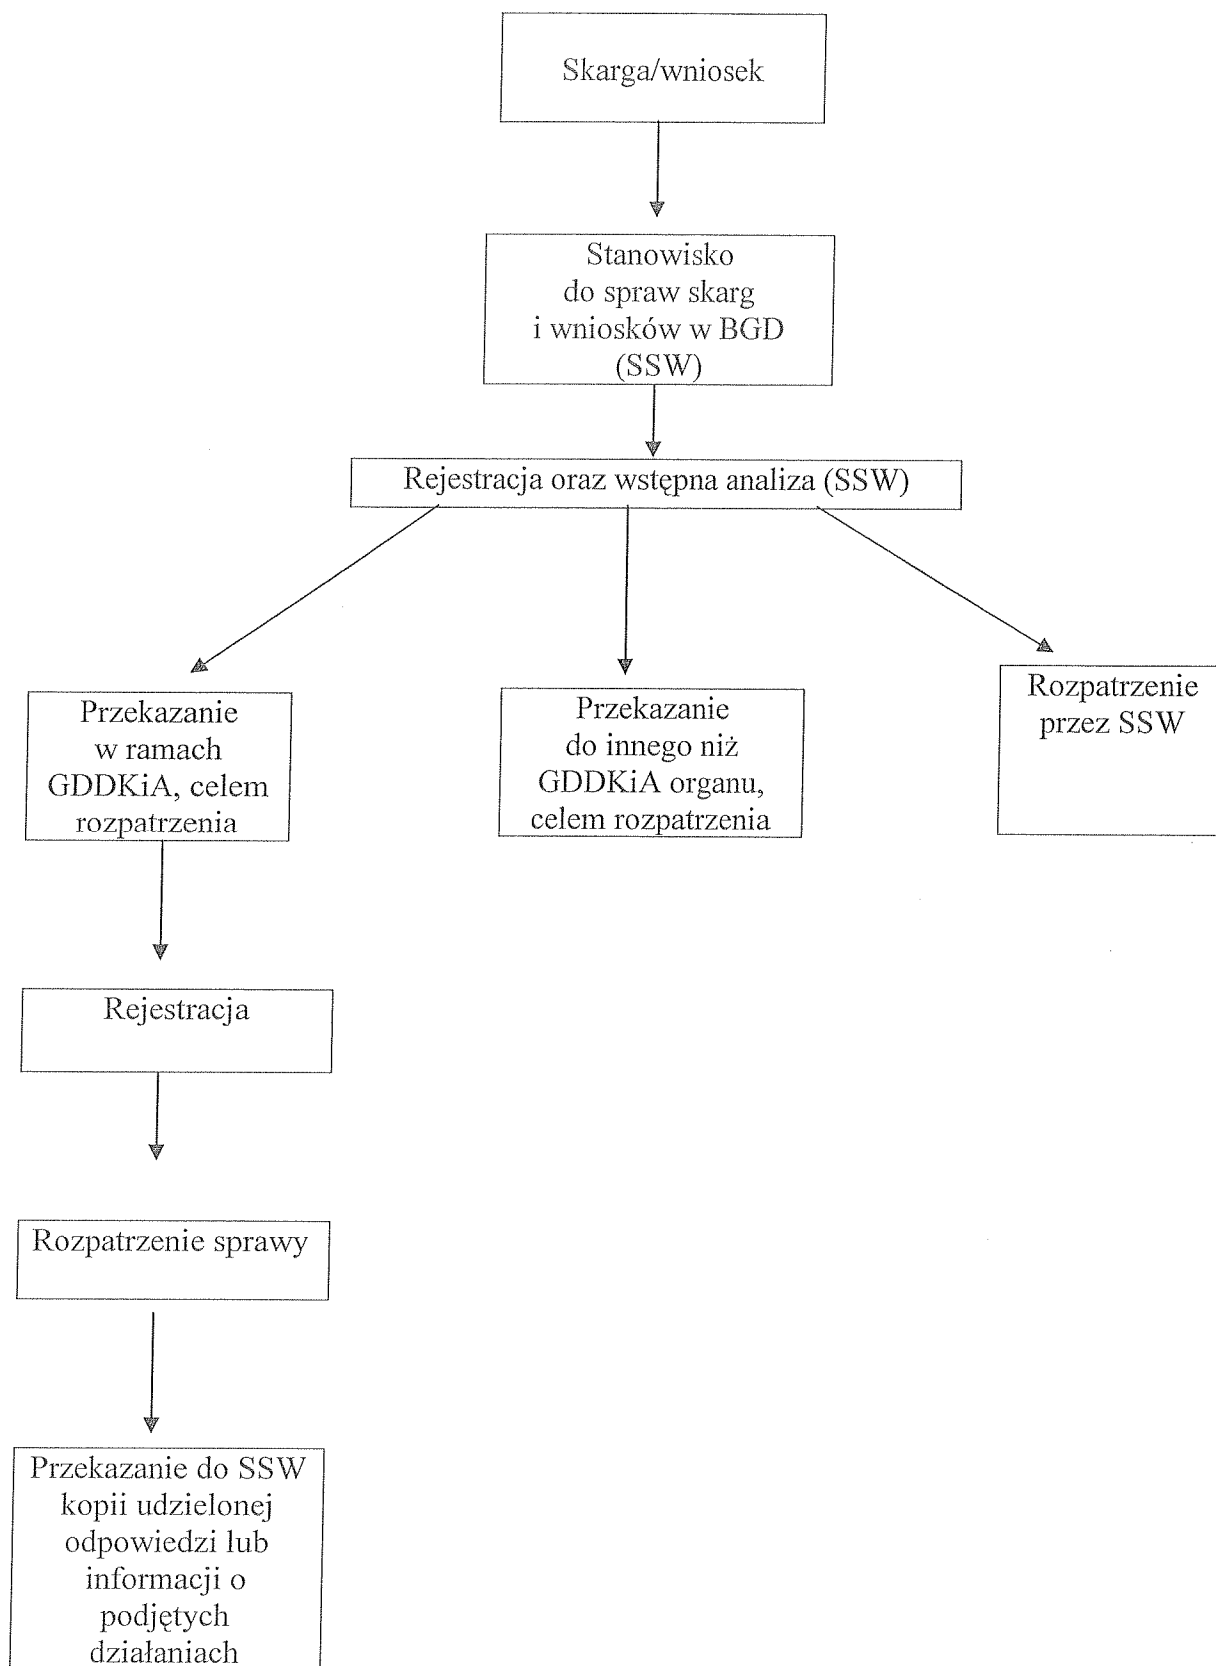 Skarga/wniosek
Stanowisko
do spraw skarg
i wniosków w BGD
(SSW)
Rejestracja oraz wstępna analiza (SSW)
Przekazanie
w ramach
GDDKiA, celem
rozpatrzenia
Przekazanie
do innego niż
GDDKiA organu,
celem rozpatrzenia
Rozpatrzenie
przez SSW
Rejestracja
Rozpatrzenie sprawy
Przekazanie do SSW
kopii udzielonej
odpowiedzi lub
informacji o
podjętych
działaniach